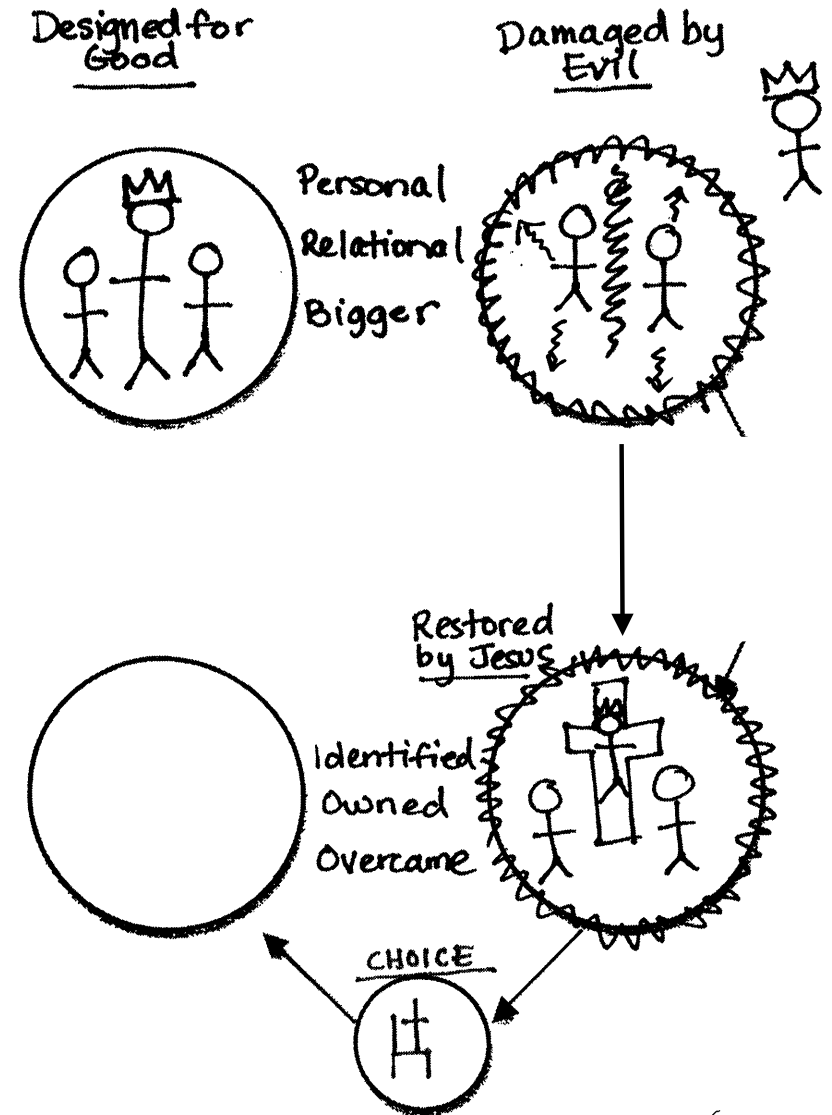 Designed for
Good
Damaged by
Evil
Personal
Relational
Bigger
Restored
by Jesus
Identified
Owned
Overcame
CHOICE